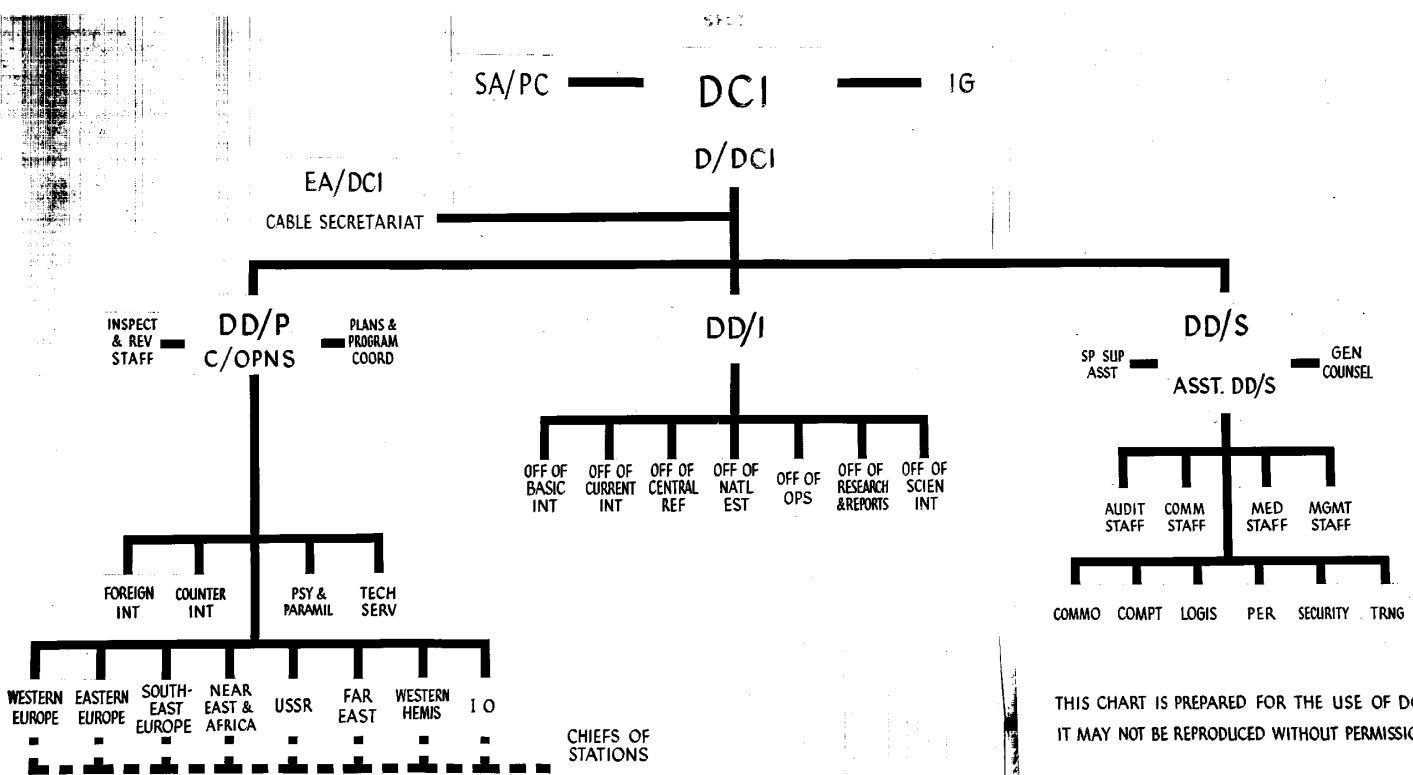 SA/PC
DCI
IG
D/DCI
EA/DCI
CABLE SECRETARIAT
INSPECT
& REV
STAFF
DD/P
C/OPNS
PLANS &
PROGRAM
COORD
DD/I
DD/S
SP SUP
ASST
ASST. DD/S
GEN
COUNSEL
OFF OF
BASIC
INT
OFF OF
CURRENT
INT
OFF OF
CENTRAL
REF
OFF OF
NATL
EST
OFF OF
OPS
OFF OF
RESEARCH
& REPORTS
OFF OF
SCIEN
INT
AUDIT
STAFF
COMM
STAFF
MED
STAFF
MGMT
STAFF
FOREIGN
INT
COUNTER
INT
PSY &
PARAMIL
TECH
SERV
COMMO
COMPT
LOGIS
PER
SECURITY
TRNG
WESTERN
EUROPE
EASTERN
EUROPE
SOUTH-
EAST
EUROPE
NEAR
EAST &
AFRICA
USSR
FAR
EAST
WESTERN
HEMIS
I O
CHIEFS OF
STATIONS
THIS CHART IS PREPARED FOR THE USE OF
IT MAY NOT BE REPRODUCED WITHOUT